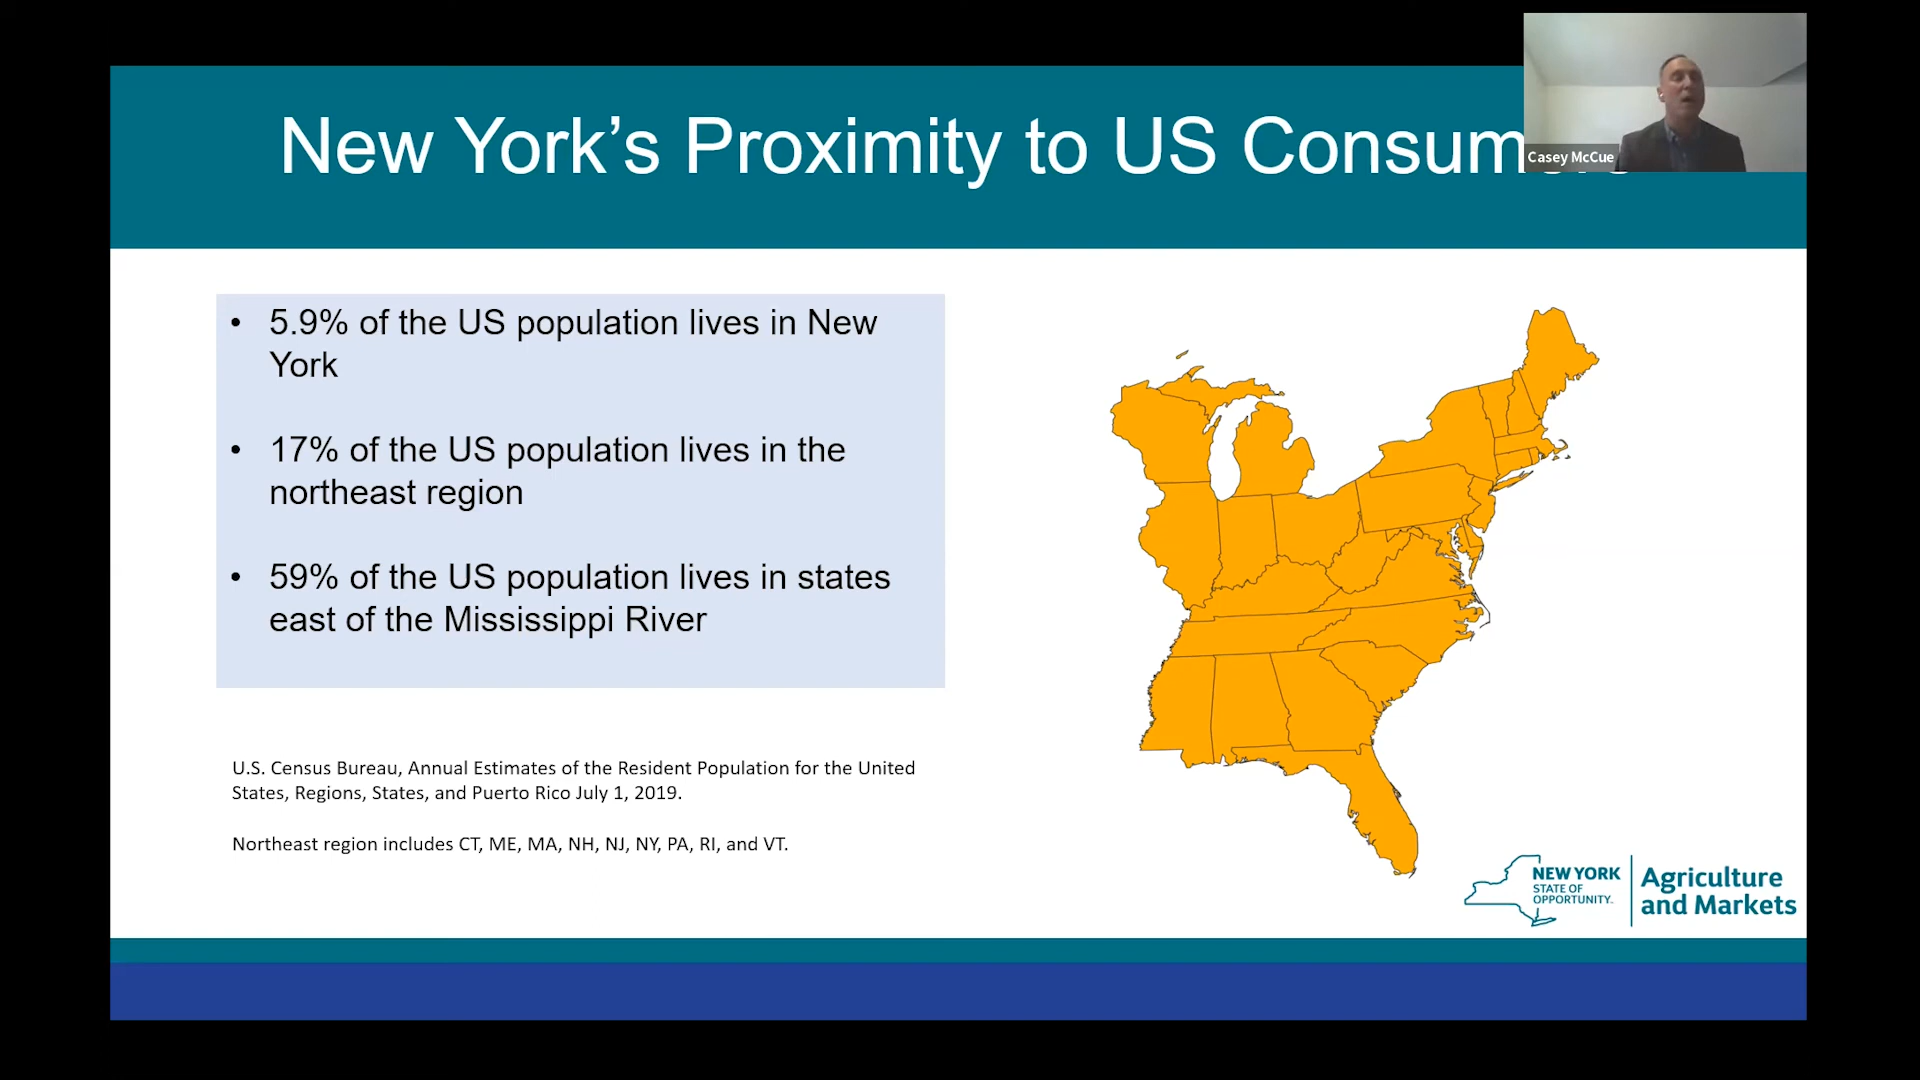 New York’s Proximity to US
Casey McCue
• 5.9% of the US population lives in New
York
• 17% of the US population lives in the
northeast region
• 59% of the US population lives in states
east of the Mississippi River
U.S. Census Bureau, Annual Estimates of the Resident Population for the United
States, Regions, States, and Puerto Rico July 1, 2019.
Northeast region includes CT, ME, MA, NH, NJ, NY, PA, RI, and VT.
NEW YORK
STATE OF
OPPORTUNITY.
Agriculture
and Markets